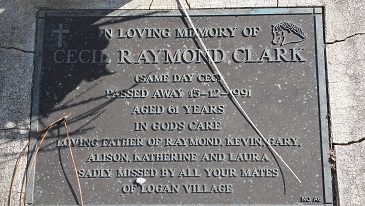 IN LOVING MEMORY OF
CECIL RAYMOND CLARK
(SAME DAY CEC)
PASSED AWAY 15-12-1991
AGED 61 YEARS
IN GODS CARE
LOVING FATHER OF RAYMOND, KEVIN, GARY,
ALISON, KATHERINE AND LAURA
SADLY MISSED BY ALL YOUR MATES
OF LOGAN VILLAGE